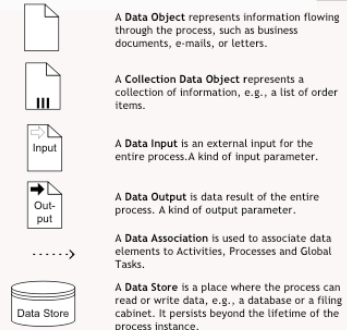 A Data Object represents information flowing
through the process, such as business
documents, e-mails, or letters.
A Collection Data Object represents a
collection of information, e.g., a list of order
items.
Input
A Data Input is an external input for the
entire process.A kind of input parameter.
Out-
put
A Data Output is data result of the entire
process. A kind of output parameter.
A Data Association is used to associate data
elements to Activities, Processes and Global
Tasks.
Data Store
A Data Store is a place where the process can
read or write data, e.g., a database or a filing
cabinet. It persists beyond the lifetime of the
process instance.